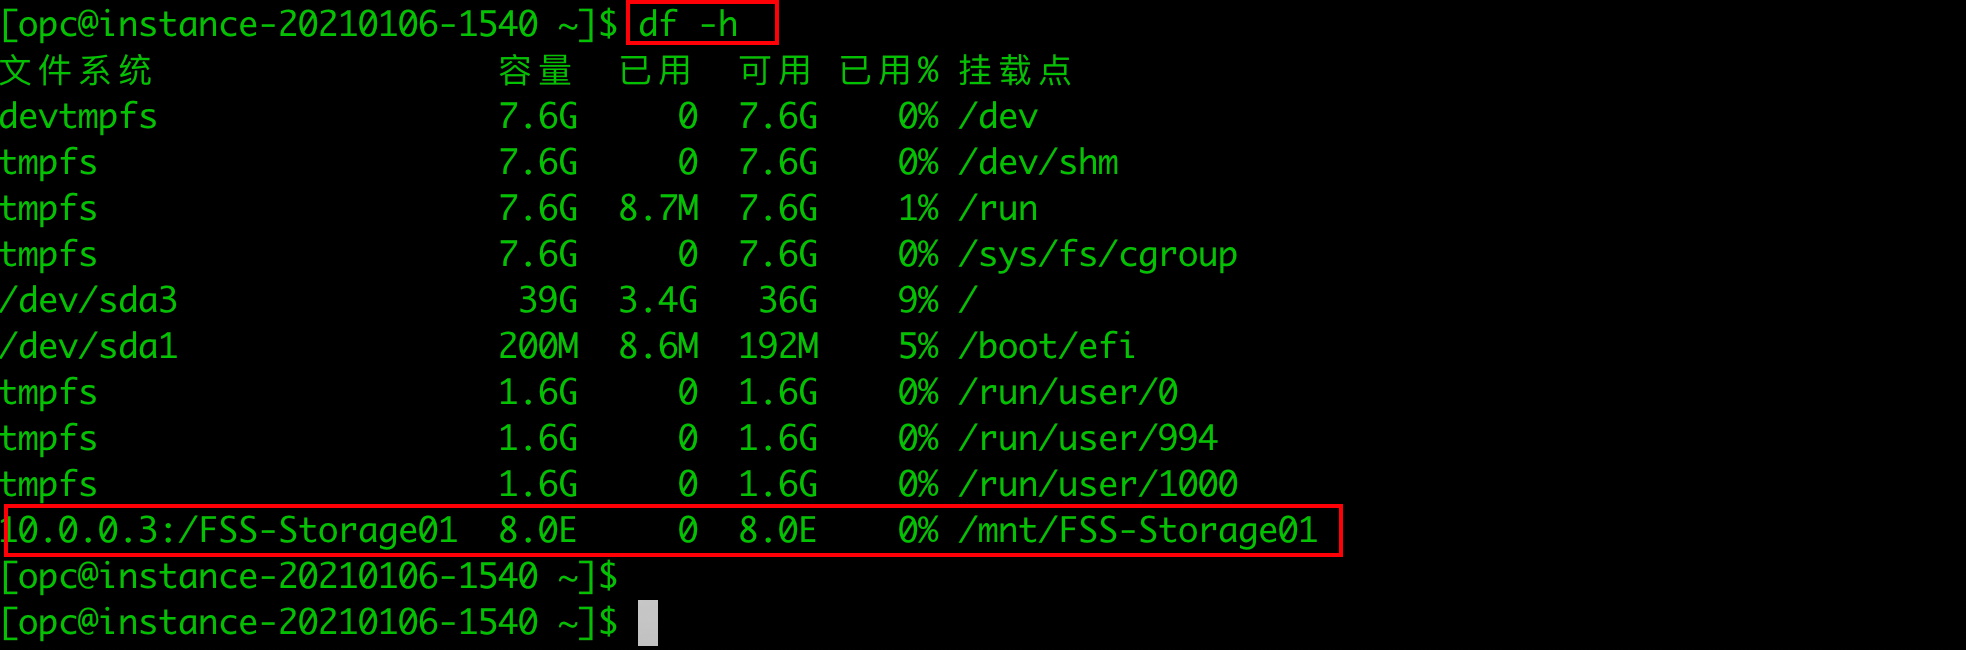 [opc@instance-20210106-1540 ~]$ df -h
文件系统 容量 已用 可用 已用% 挂载点
devtmpfs 7.6G 0 7.6G 0% /dev
tmpfs 7.6G 0 7.6G 0% /dev/shm
tmpfs 7.6G 8.7M 7.6G 1% /run
tmpfs 7.6G 0 7.6G 0% /sys/fs/cgroup
/dev/sda3 39G 3.4G 36G 9% /
/dev/sda1 200M 8.6M 192M 5% /boot/efi
tmpfs 1.6G 0 1.6G 0% /run/user/0
tmpfs 1.6G 0 1.6G 0% /run/user/994
tmpfs 1.6G 0 1.6G 0% /run/user/1000
10.0.0.3:/FSS-Storage01 8.0E 0 8.0E 0% /mnt/FSS-Storage01
[opc@instance-20210106-1540 ~]$
[opc@instance-20210106-1540 ~]$